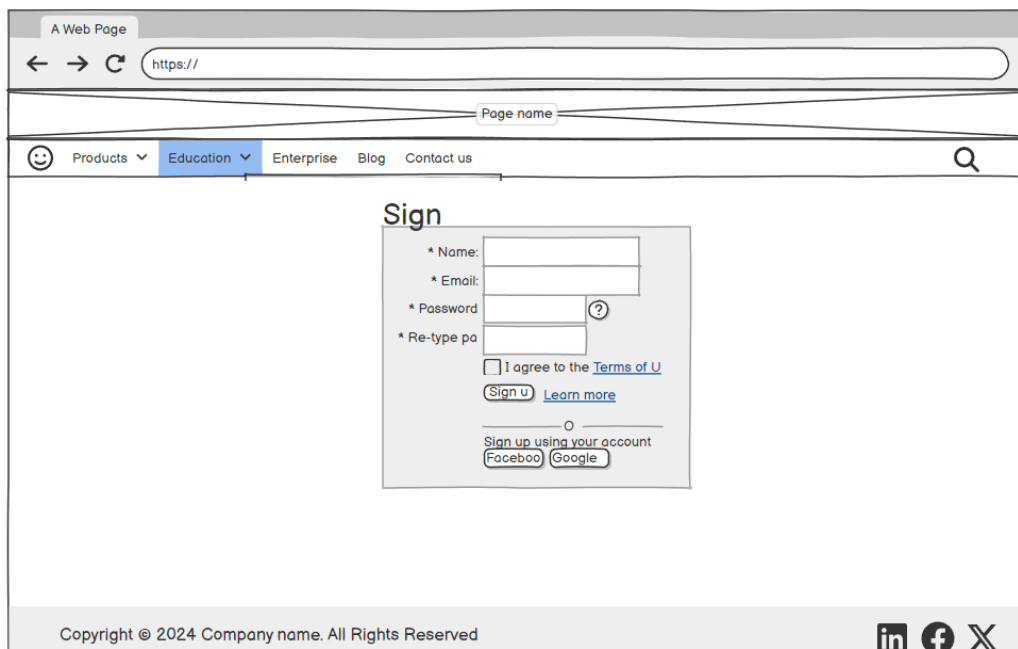 A Web Page
https://
Page name
Products Education Enterprise Blog Contact us
Sign
* Name:
* Email:
* Password
?
* Re-type pa
I agree to the Terms of U
Sign u Learn more
O
Sign up using your account
Faceboo Google
Copyright © 2024 Company name. All Rights Reserved
in f X